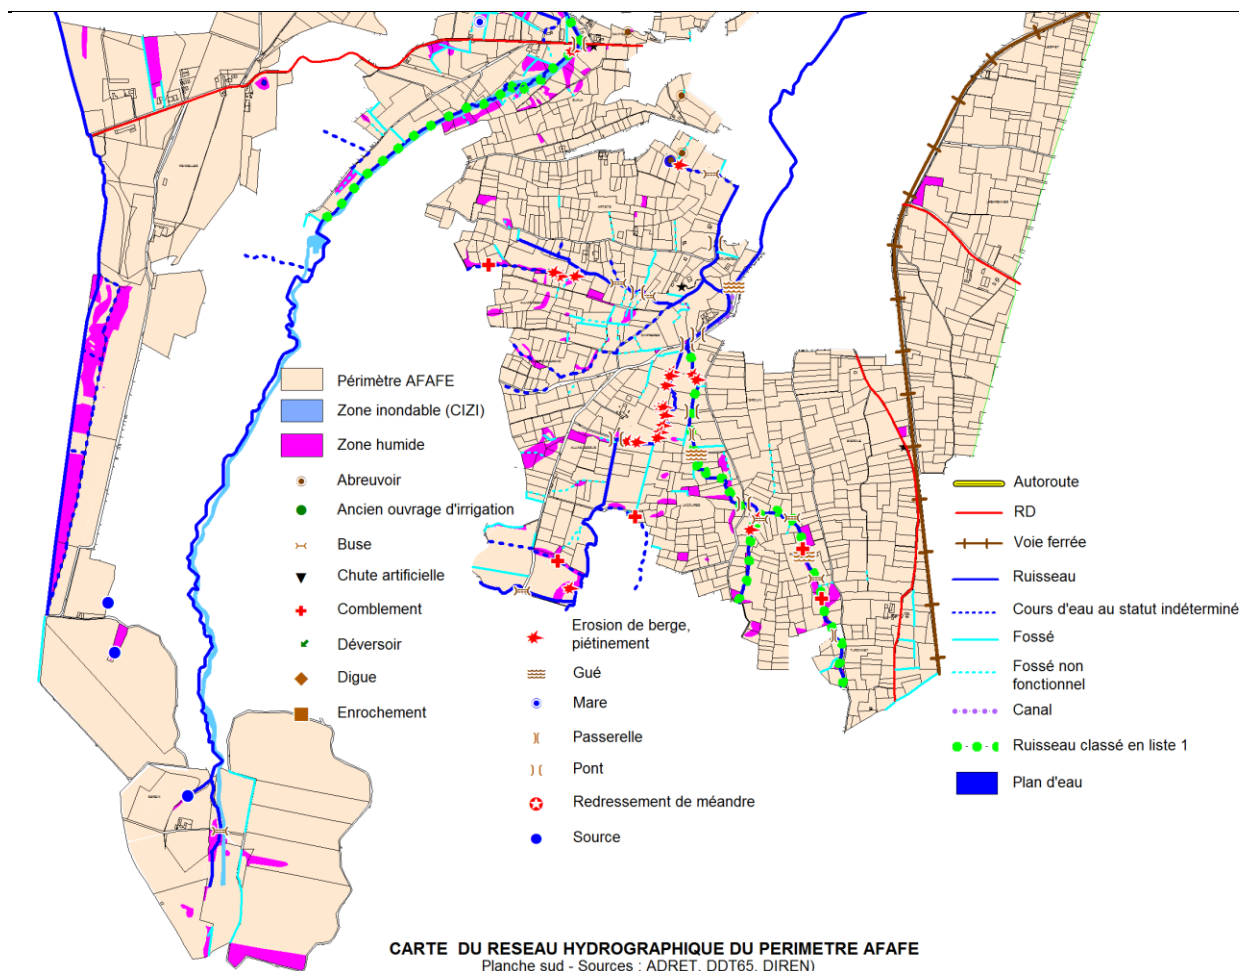 Périmètre AFAFE
Zone inondable (CIZI)
Zone humide
Abreuvoir
Ancien ouvrage d'irrigation
Buse
Chute artificielle
Comblement
Déversoir
Digue
Enrochement
Erosion de berge,
piétinement
Gué
Mare
Passerelle
Pont
Redressement de méandre
Source
Autoroute
RD
Voie ferrée
Ruisseau
Cours d'eau au statut indéterminé
Fossé
Fossé non
fonctionnel
Canal
Ruisseau classé en liste 1
Plan d'eau
CARTE DU RESEAU HYDROGRAPHIQUE DU PERIMETRE AFAFE
Planche sud - Sources : ADRET, DDT65, DIREN)